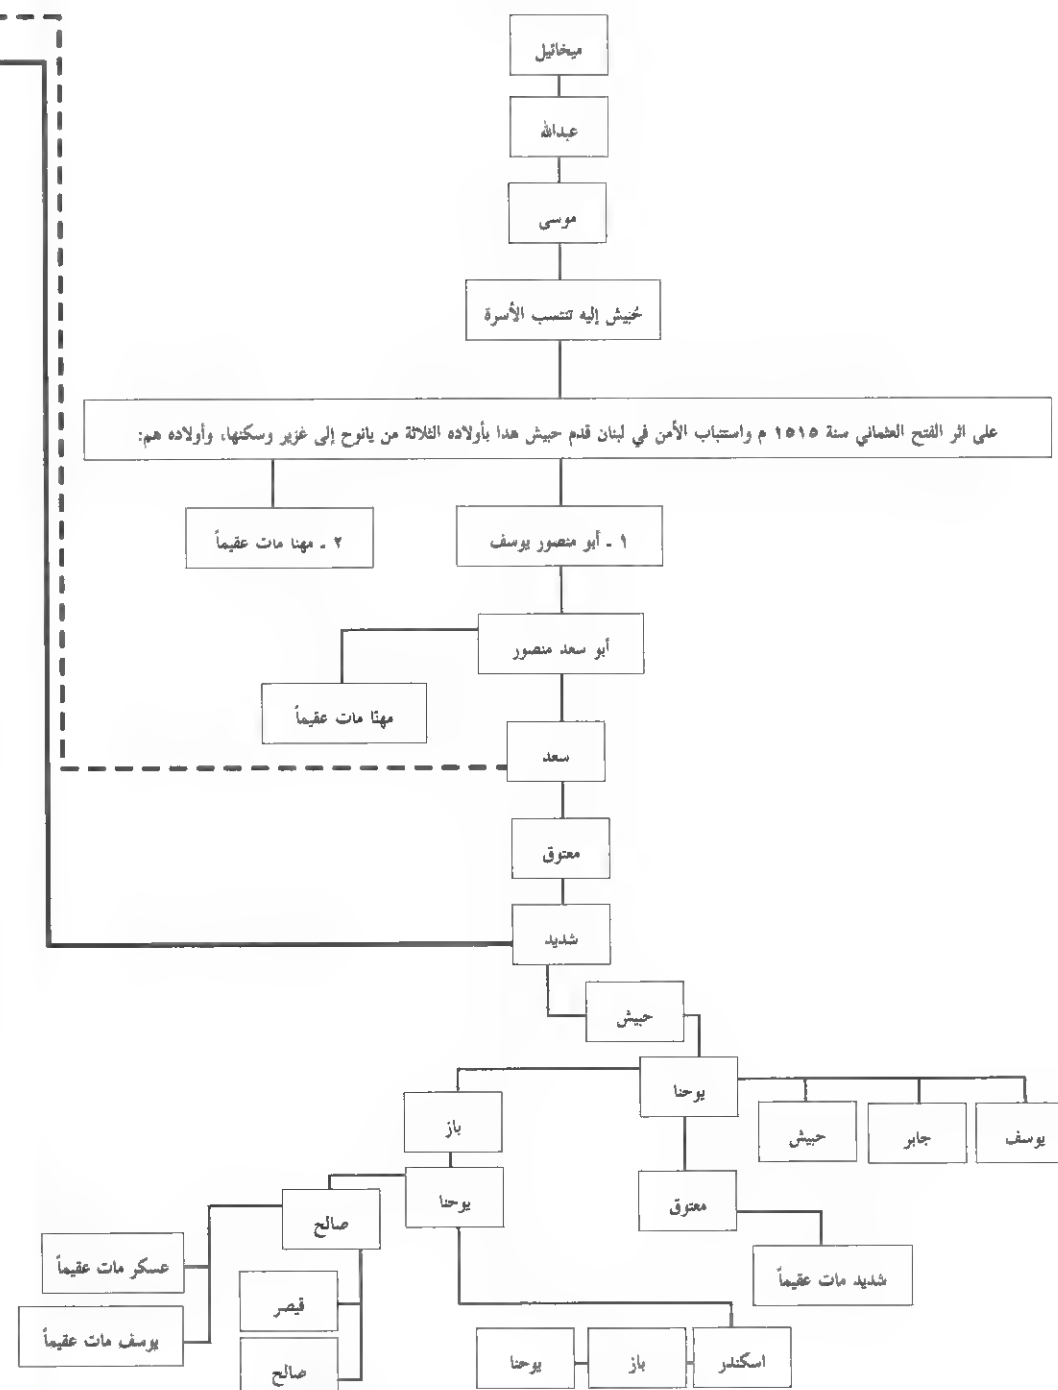 ميخائيل
عبدالله
موسى
حُبيش إليه تنتسب الأسرة
على اثر الفتح العثماني سنة ١٥١٥ م واستتباب الأمن في لبنان قدم حبيش هدا بأولاده الثلاثة من يانوح إلى غزير وسكنها، وأولاده هم:
١ ـ أبو منصور يوسف
٢ ـ مهنا مات عقيماً
أبو سعد منصور
مهنّا مات عقيماً
سعد
معتوق
شديد
حبيش
يوحنا
يوسف
جابر
حبيش
باز
معتوق
يوحنا
صالح
شديد مات عقيماً
عسكر مات عقيماً
قيصر
يوسف مات عقيماً
اسكندر
باز
يوحنا
صالح